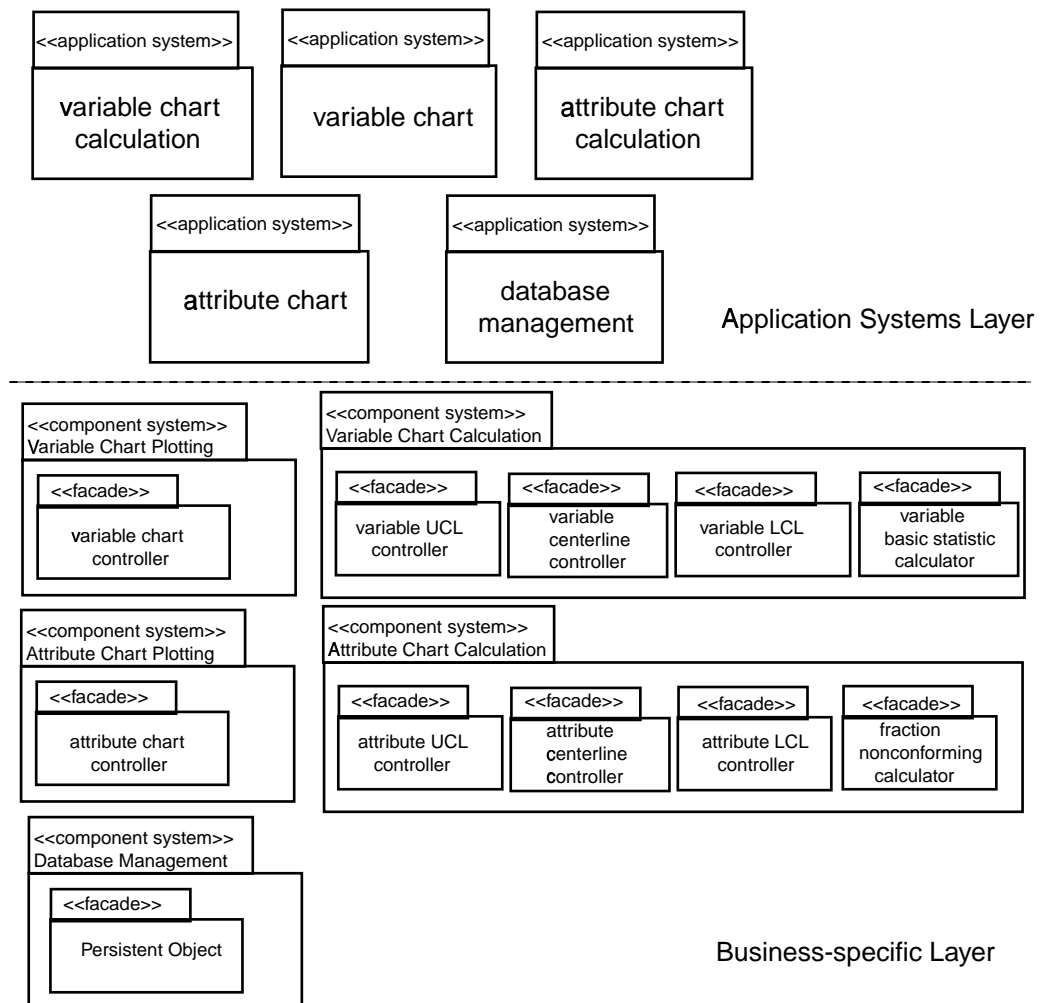 <<application system>>
variable chart
calculation
<<application system>>
variable chart
<<application system>>
attribute chart
calculation
<<application system>>
attribute chart
<<application system>>
database
management
Application Systems Layer
<<component system>>
Variable Chart Plotting
<<facade>>
variable chart
controller
<<component system>>
Variable Chart Calculation
<<facade>>
variable UCL
controller
<<facade>>
variable
centerline
controller
<<facade>>
variable LCL
controller
<<facade>>
variable
basic statistic
calculator
<<component system>>
Attribute Chart Plotting
<<facade>>
attribute chart
controller
<<component system>>
Attribute Chart Calculation
<<facade>>
attribute UCL
controller
<<facade>>
attribute
centerline
controller
<<facade>>
attribute LCL
controller
<<facade>>
fraction
nonconforming
calculator
<<component system>>
Database Management
<<facade>>
Persistent Object
Business-specific Layer